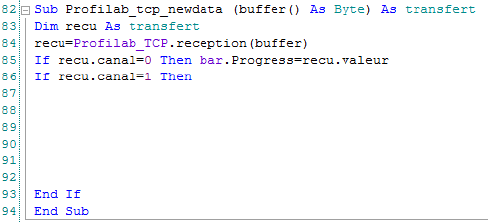 82 Sub Profilab_tcp_newdata (buffer() As Byte) As transfert
83 Dim recu As transfert
84 recu=Profilab_TCP.reception(buffer)
85 If recu.canal=0 Then bar.Progress=recu.valeur
86 If recu.canal=1 Then
87
88
89
90
91
92
93 End If
94 End Sub